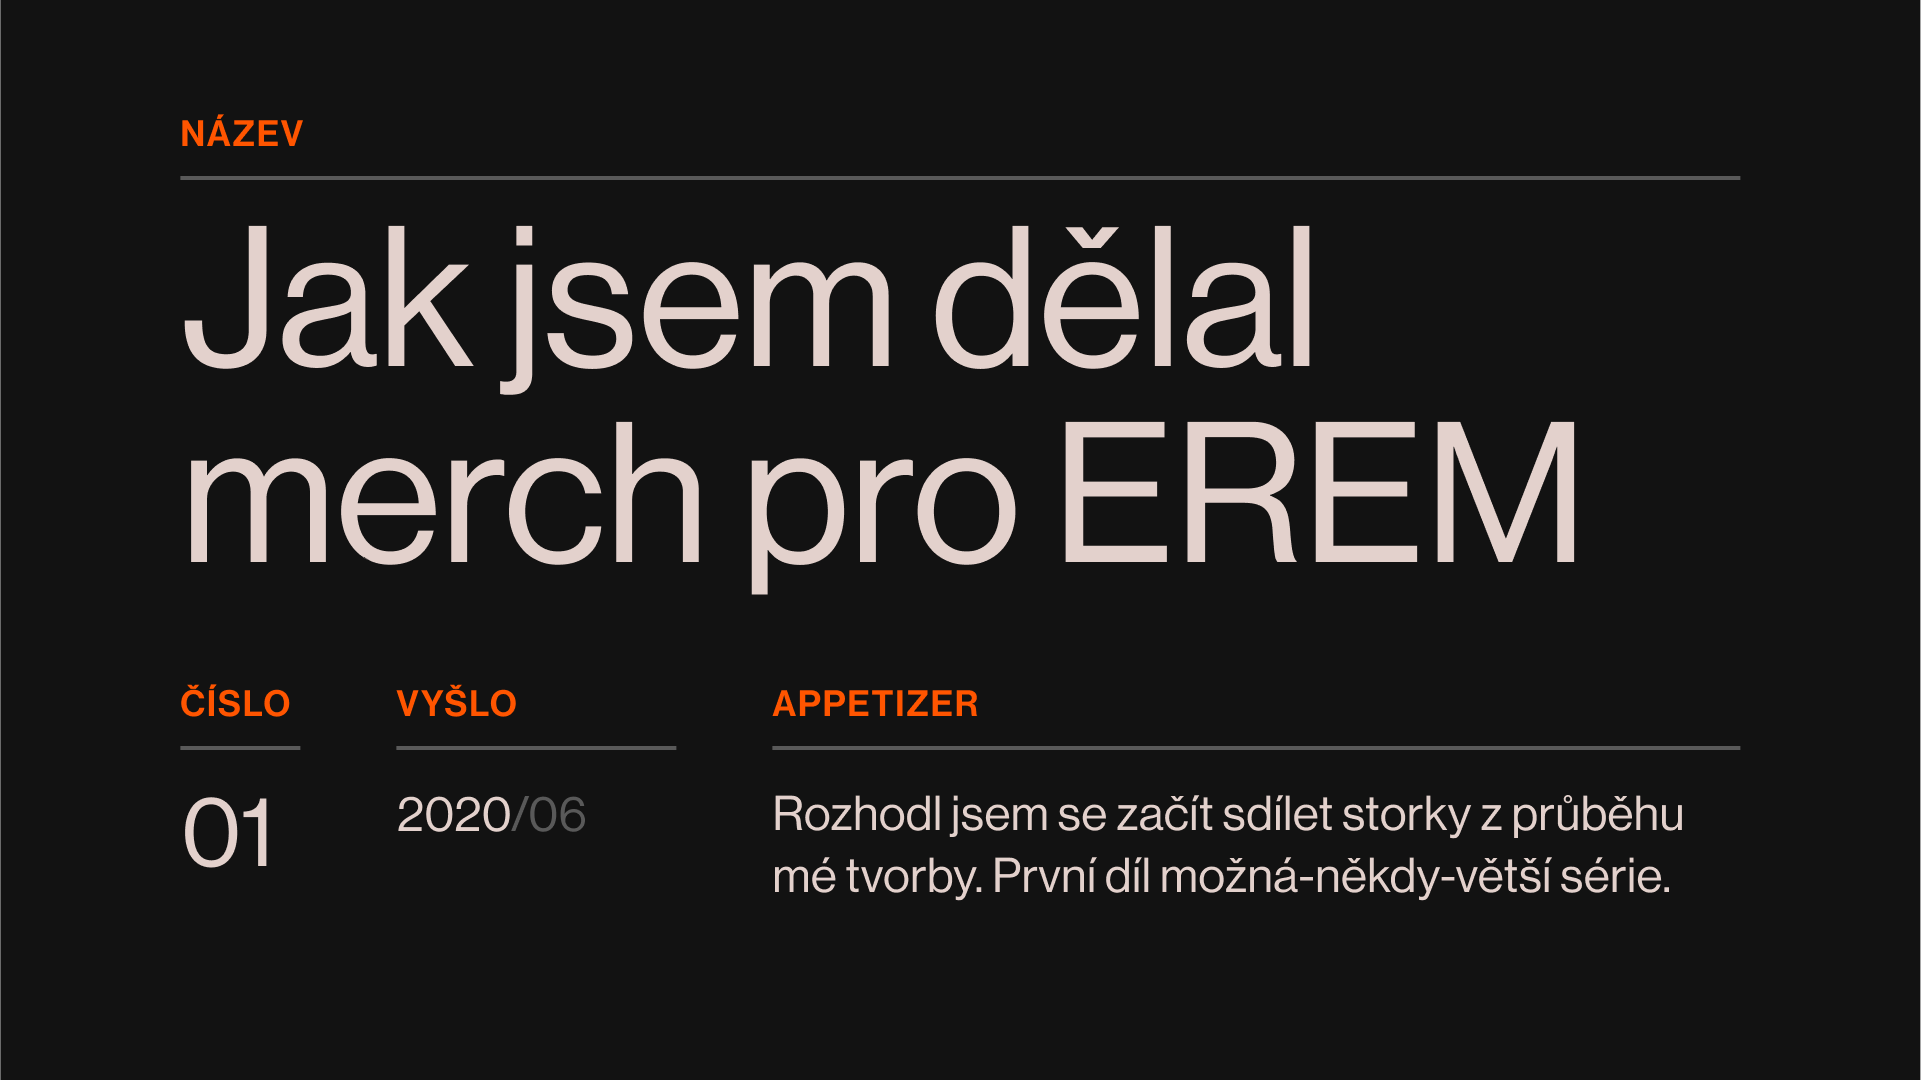 NÁZEV
Jak jsem dělal
merch pro EREM
ČÍSLO
01
VYŠLO
2020/06
APPETIZER
Rozhodl jsem se začít sdílet storky z průběhu
mé tvorby. První díl možná-někdy-větší série.